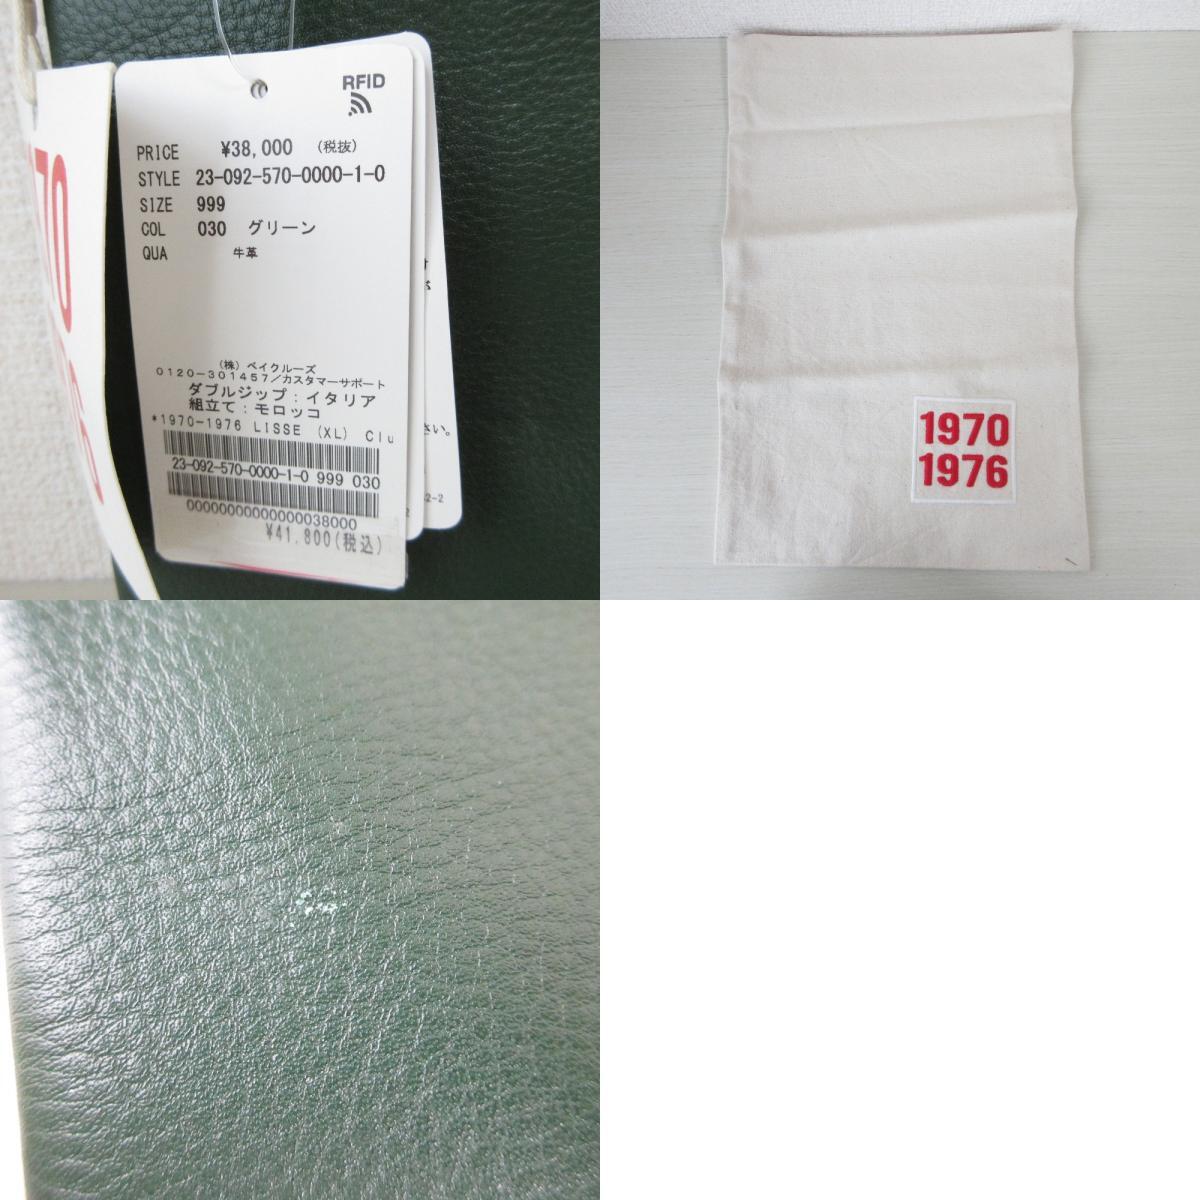 RFID
PRICE ¥38,000 (税抜)
STYLE 23-092-570-0000-1-0
SIZE 999
COL 030 グリーン
QUA 牛革
(株) ベイクルーズ
0120-301457/カスタマーサポート
ダブルジップ:イタリア
組立て:モロッコ
*1970-1976 LISSE (XL) Clu
23-092-570-0000-1-0 999 030
00000000000000038000
¥41,800(税込)
さい。
70
1970
1976